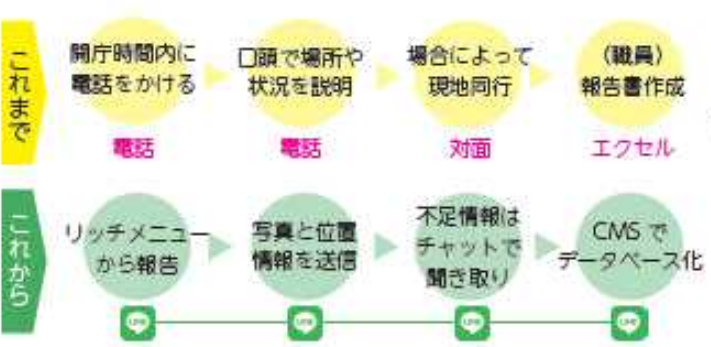 これまで
開庁時間内に
電話をかける
口頭で場所や
状況を説明
場合によって
現地同行
(職員)
報告書作成
電話
電話
対面
エクセル
これから
リッチメニュー
から報告
写真と位置
情報を送信
不足情報は
チャットで
聞き取り
CMS で
データベース化
LINE
LINE
LINE
LINE